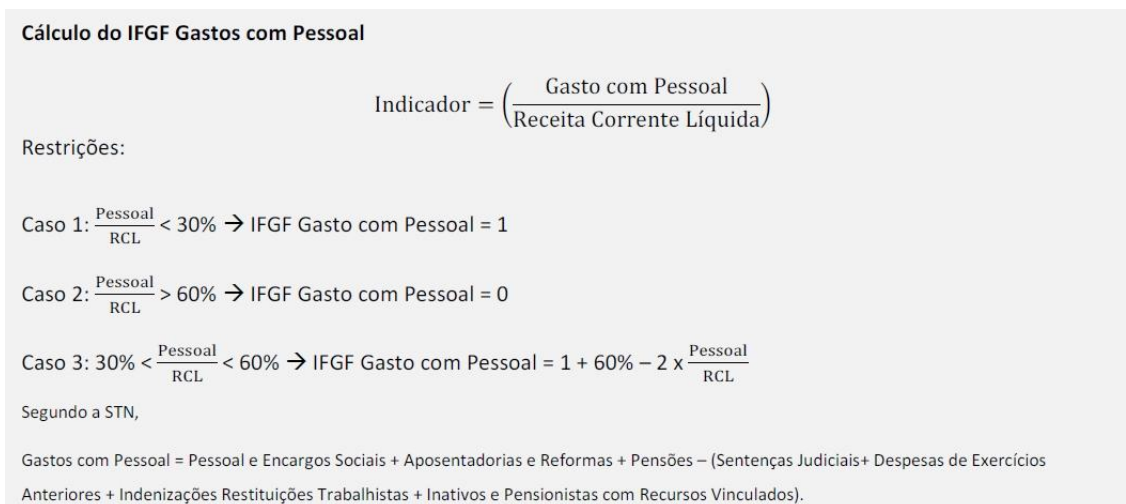 Cálculo do IFGF Gastos com Pessoal
Indicador = (Gasto com Pessoal / Receita Corrente Líquida)
Restrições:
Caso 1: Pessoal / RCL < 30% → IFGF Gasto com Pessoal = 1
Caso 2: Pessoal / RCL > 60% → IFGF Gasto com Pessoal = 0
Caso 3: 30% < Pessoal / RCL < 60% → IFGF Gasto com Pessoal = 1 + 60% – 2 x Pessoal / RCL
Segundo a STN,
Gastos com Pessoal = Pessoal e Encargos Sociais + Aposentadorias e Reformas + Pensões – (Sentenças Judiciais+ Despesas de Exercícios
Anteriores + Indenizações Restituições Trabalhistas + Inativos e Pensionistas com Recursos Vinculados).